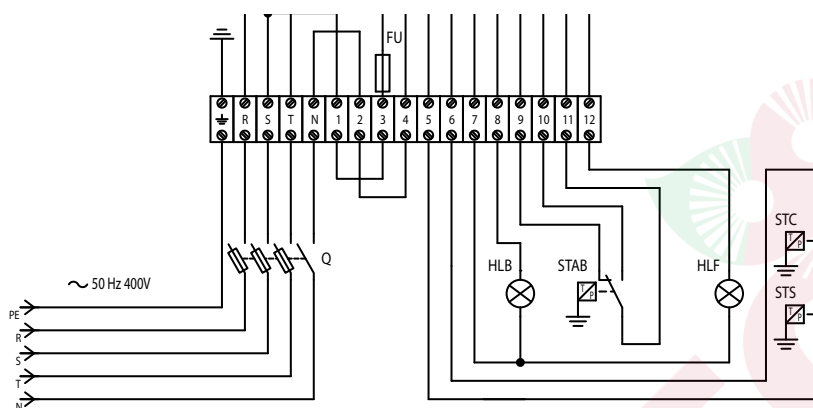 FU
R S T N 1 2 3 4 5 6 7 8 9 10 11 12
STC
T P
Q
HLB
STAB
HLF
∼ 50 Hz 400V
T P
STS
T P
PE
R
S
T
N